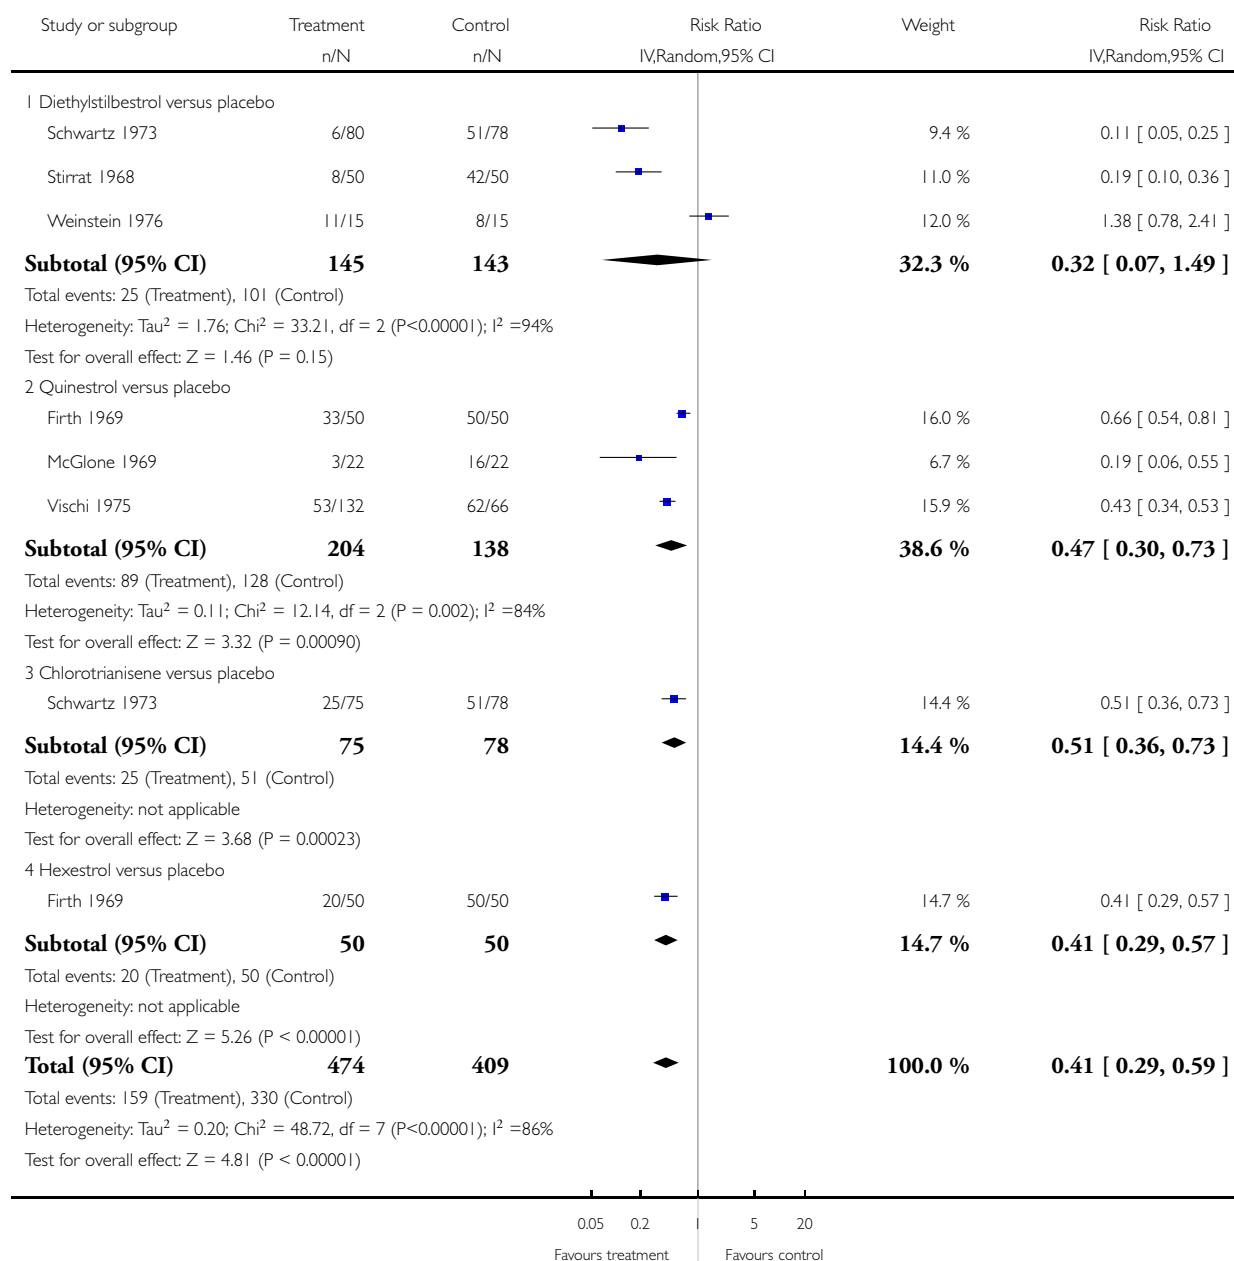 Study or subgroup Treatment Control Risk Ratio Weight Risk Ratio
n/N n/N IV,Random,95% CI IV,Random,95% CI
1 Diethylstilbestrol versus placebo
Schwartz 1973 6/80 51/78 9.4 % 0.11 [ 0.05, 0.25 ]
Stirrat 1968 8/50 42/50 11.0 % 0.19 [ 0.10, 0.36 ]
Weinstein 1976 11/15 8/15 12.0 % 1.38 [ 0.78, 2.41 ]
Subtotal (95% CI) 145 143 32.3 % 0.32 [ 0.07, 1.49 ]
Total events: 25 (Treatment), 101 (Control)
Heterogeneity: Tau² = 1.76; Chi² = 33.21, df = 2 (P<0.00001); I² =94%
Test for overall effect: Z = 1.46 (P = 0.15)
2 Quinestrol versus placebo
Firth 1969 33/50 50/50 16.0 % 0.66 [ 0.54, 0.81 ]
McGlone 1969 3/22 16/22 6.7 % 0.19 [ 0.06, 0.55 ]
Vischi 1975 53/132 62/66 15.9 % 0.43 [ 0.34, 0.53 ]
Subtotal (95% CI) 204 138 38.6 % 0.47 [ 0.30, 0.73 ]
Total events: 89 (Treatment), 128 (Control)
Heterogeneity: Tau² = 0.11; Chi² = 12.14, df = 2 (P = 0.002); I² =84%
Test for overall effect: Z = 3.32 (P = 0.00090)
3 Chlorotrianisene versus placebo
Schwartz 1973 25/75 51/78 14.4 % 0.51 [ 0.36, 0.73 ]
Subtotal (95% CI) 75 78 14.4 % 0.51 [ 0.36, 0.73 ]
Total events: 25 (Treatment), 51 (Control)
Heterogeneity: not applicable
Test for overall effect: Z = 3.68 (P = 0.00023)
4 Hexestrol versus placebo
Firth 1969 20/50 50/50 14.7 % 0.41 [ 0.29, 0.57 ]
Subtotal (95% CI) 50 50 14.7 % 0.41 [ 0.29, 0.57 ]
Total events: 20 (Treatment), 50 (Control)
Heterogeneity: not applicable
Test for overall effect: Z = 5.26 (P < 0.00001)
Total (95% CI) 474 409 100.0 % 0.41 [ 0.29, 0.59 ]
Total events: 159 (Treatment), 330 (Control)
Heterogeneity: Tau² = 0.20; Chi² = 48.72, df = 7 (P<0.00001); I² =86%
Test for overall effect: Z = 4.81 (P < 0.00001)
0.05 0.2 1 5 20
Favours treatment Favours control